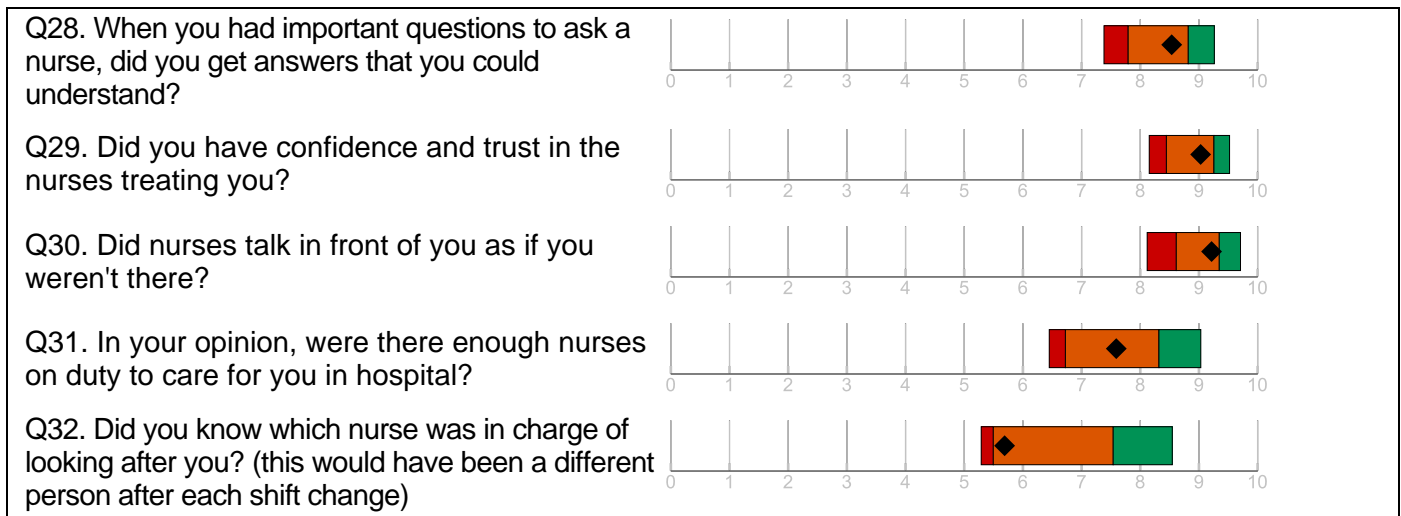 Q28. When you had important questions to ask a
nurse, did you get answers that you could
understand?
0 1 2 3 4 5 6 7 8 9 10
Q29. Did you have confidence and trust in the
nurses treating you?
0 1 2 3 4 5 6 7 8 9 10
Q30. Did nurses talk in front of you as if you
weren't there?
0 1 2 3 4 5 6 7 8 9 10
Q31. In your opinion, were there enough nurses
on duty to care for you in hospital?
0 1 2 3 4 5 6 7 8 9 10
Q32. Did you know which nurse was in charge of
looking after you? (this would have been a different
person after each shift change)
0 1 2 3 4 5 6 7 8 9 10